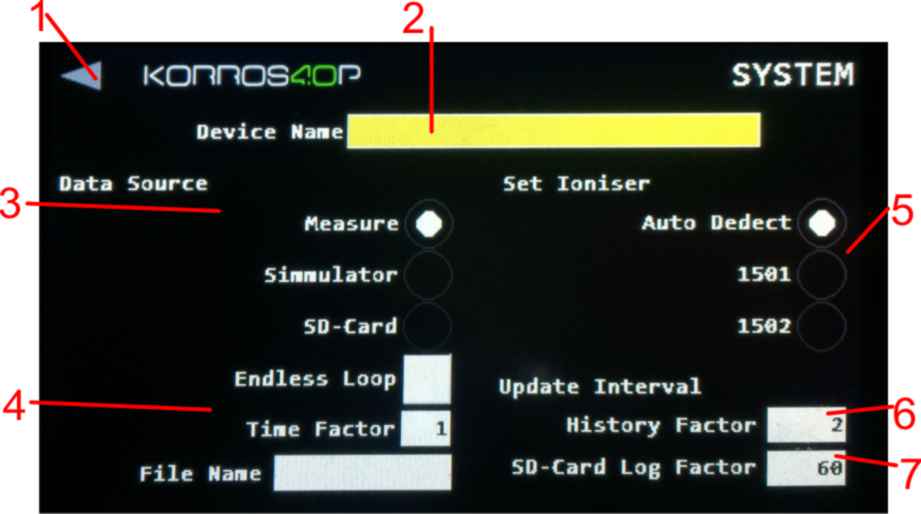 1
2
KORROS4.0P
SYSTEM
Device Name
Data Source
Set Ioniser
3
5
Measure
Auto Dedect
Simmulator
1501
SD-Card
1502
Endless Loop
Update Interval
4
6
Time Factor 1
History Factor 2
File Name
SD-Card Log Factor 60
7